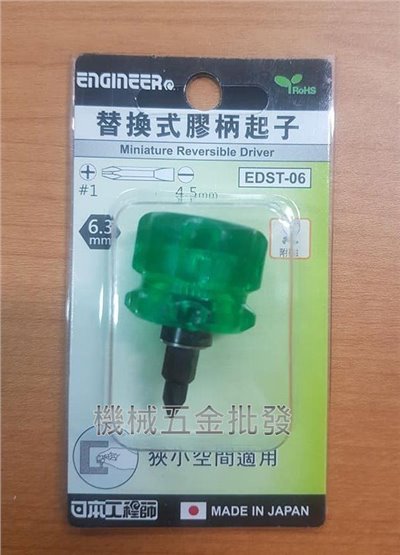 ENGINEER
RoHS
替換式膠柄起子
Miniature Reversible Driver
EDST-06
#1
4.5mm
6.3
mm
機械五金批發
狹小空間適用
日本工程師
MADE IN JAPAN